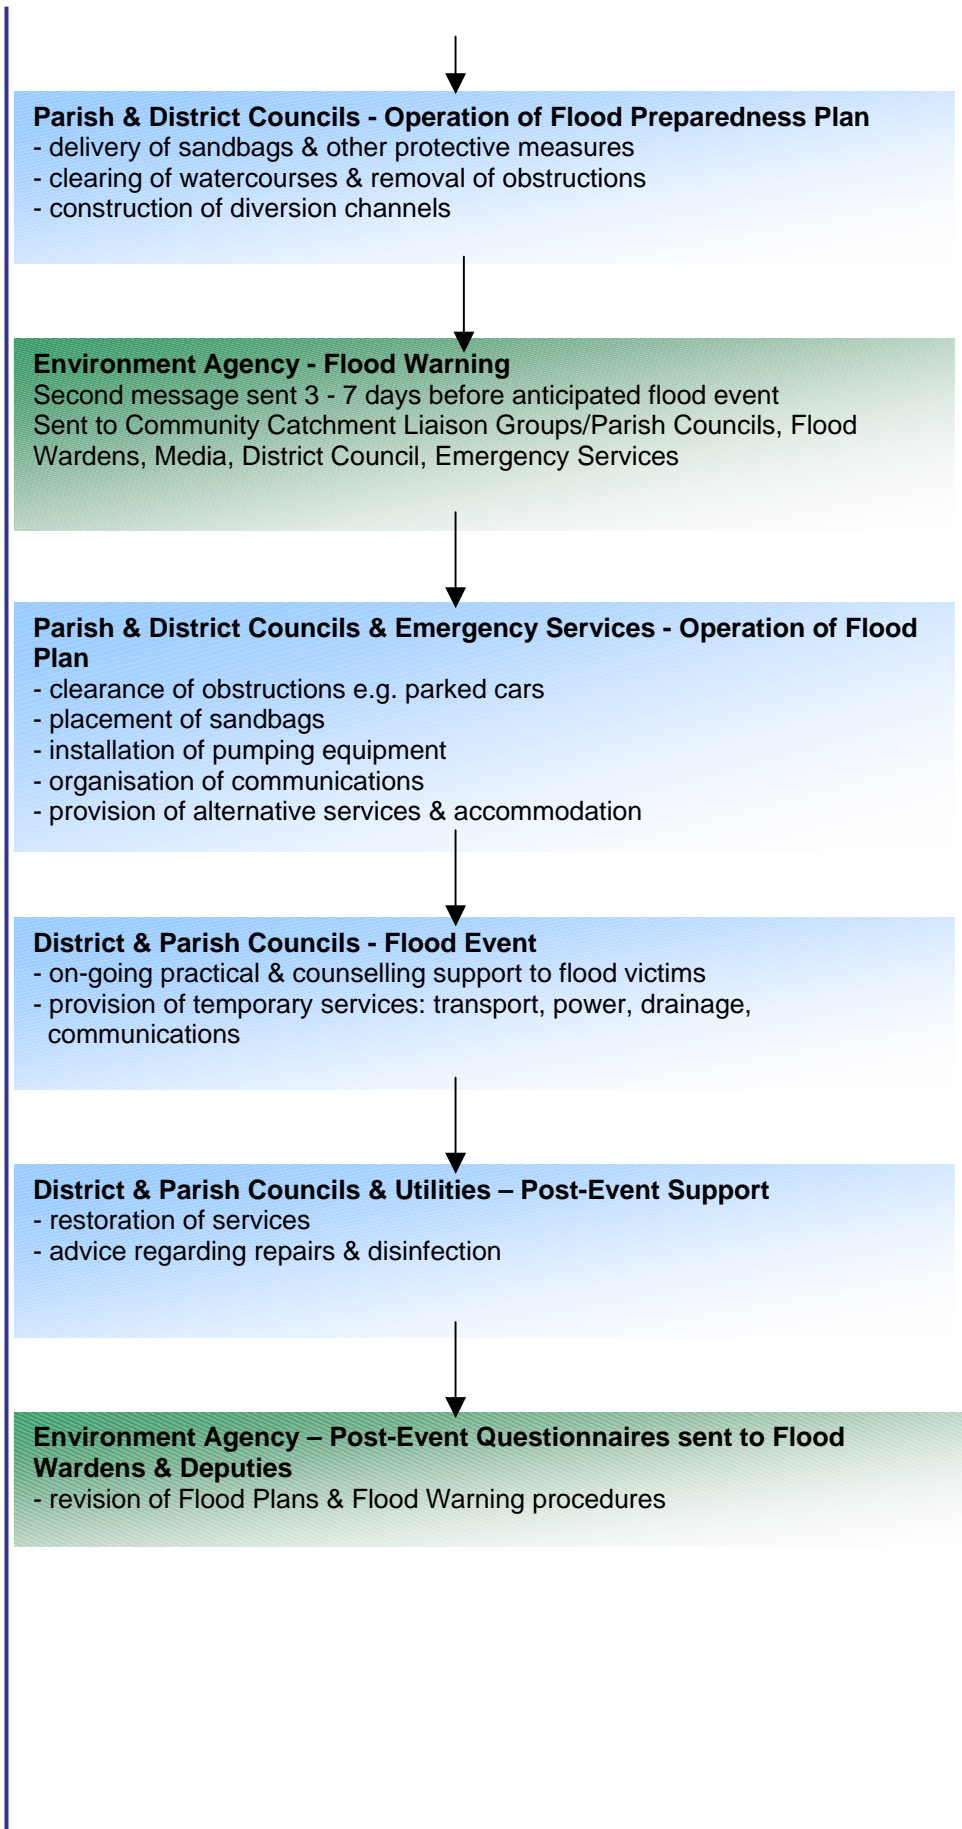 Parish & District Councils - Operation of Flood Preparedness Plan
- delivery of sandbags & other protective measures
- clearing of watercourses & removal of obstructions
- construction of diversion channels
Environment Agency - Flood Warning
Second message sent 3 - 7 days before anticipated flood event
Sent to Community Catchment Liaison Groups/Parish Councils, Flood
Wardens, Media, District Council, Emergency Services
Parish & District Councils & Emergency Services - Operation of Flood
Plan
- clearance of obstructions e.g. parked cars
- placement of sandbags
- installation of pumping equipment
- organisation of communications
- provision of alternative services & accommodation
District & Parish Councils - Flood Event
- on-going practical & counselling support to flood victims
- provision of temporary services: transport, power, drainage,
communications
District & Parish Councils & Utilities – Post-Event Support
- restoration of services
- advice regarding repairs & disinfection
Environment Agency – Post-Event Questionnaires sent to Flood
Wardens & Deputies
- revision of Flood Plans & Flood Warning procedures